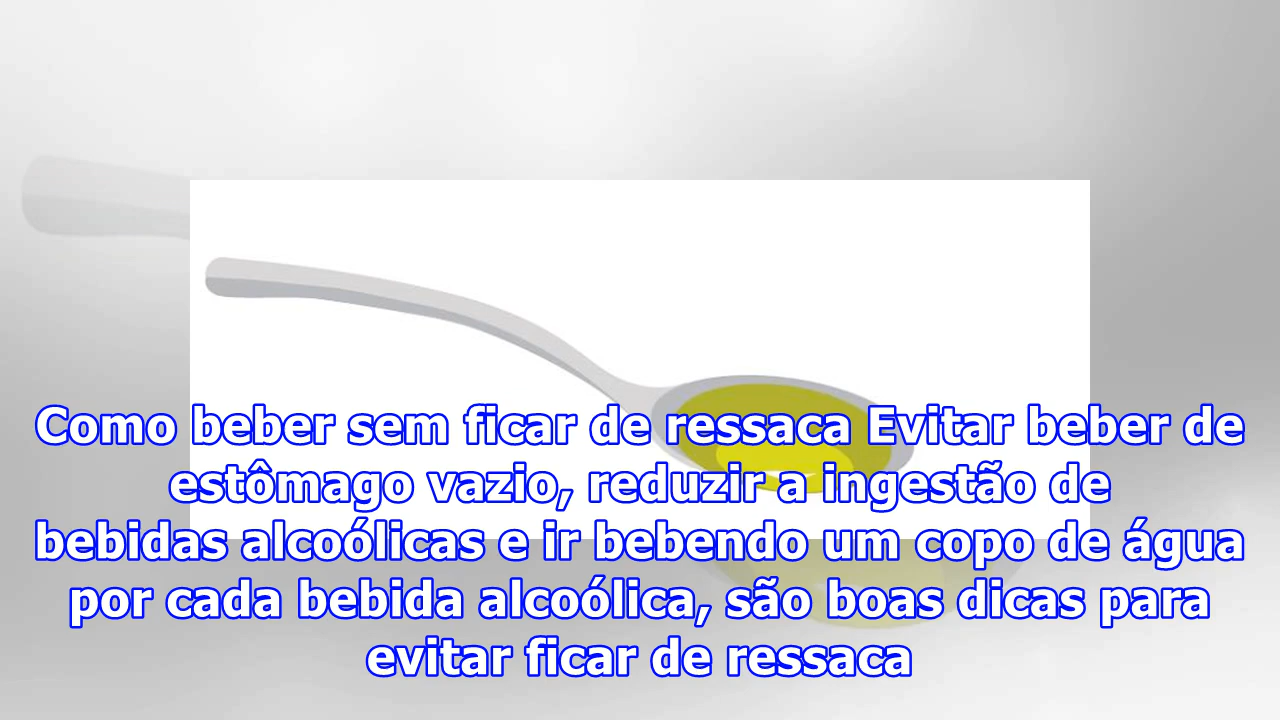 Como beber sem ficar de ressaca Evitar beber de
estômago vazio, reduzir a ingestão de
bebidas alcoólicas e ir bebendo um copo de água
por cada bebida alcoólica, são boas dicas para
evitar ficar de ressaca